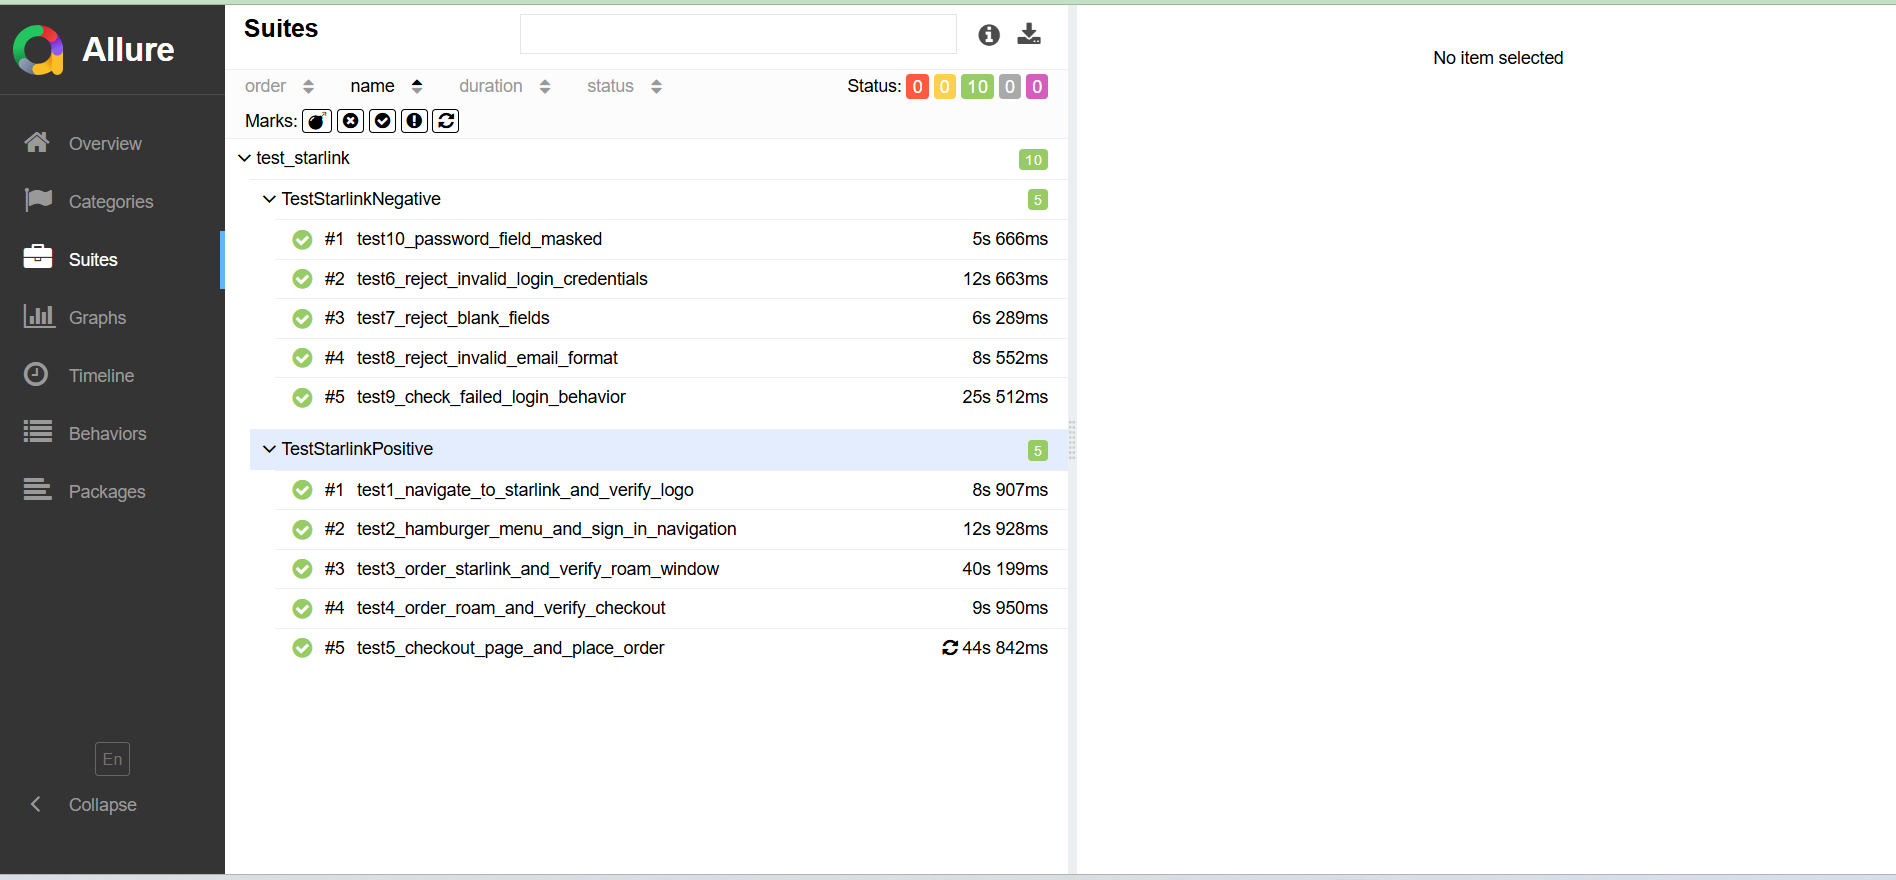 Allure
Overview
Categories
Suites
Graphs
Timeline
Behaviors
Packages
En
Collapse
Suites
order name duration status Status: 0 0 10 0 0
Marks:
test_starlink 10
TestStarlinkNegative 5
#1 test10_password_field_masked 5s 666ms
#2 test6_reject_invalid_login_credentials 12s 663ms
#3 test7_reject_blank_fields 6s 289ms
#4 test8_reject_invalid_email_format 8s 552ms
#5 test9_check_failed_login_behavior 25s 512ms
TestStarlinkPositive 5
#1 test1_navigate_to_starlink_and_verify_logo 8s 907ms
#2 test2_hamburger_menu_and_sign_in_navigation 12s 928ms
#3 test3_order_starlink_and_verify_roam_window 40s 199ms
#4 test4_order_roam_and_verify_checkout 9s 950ms
#5 test5_checkout_page_and_place_order 44s 842ms
No item selected